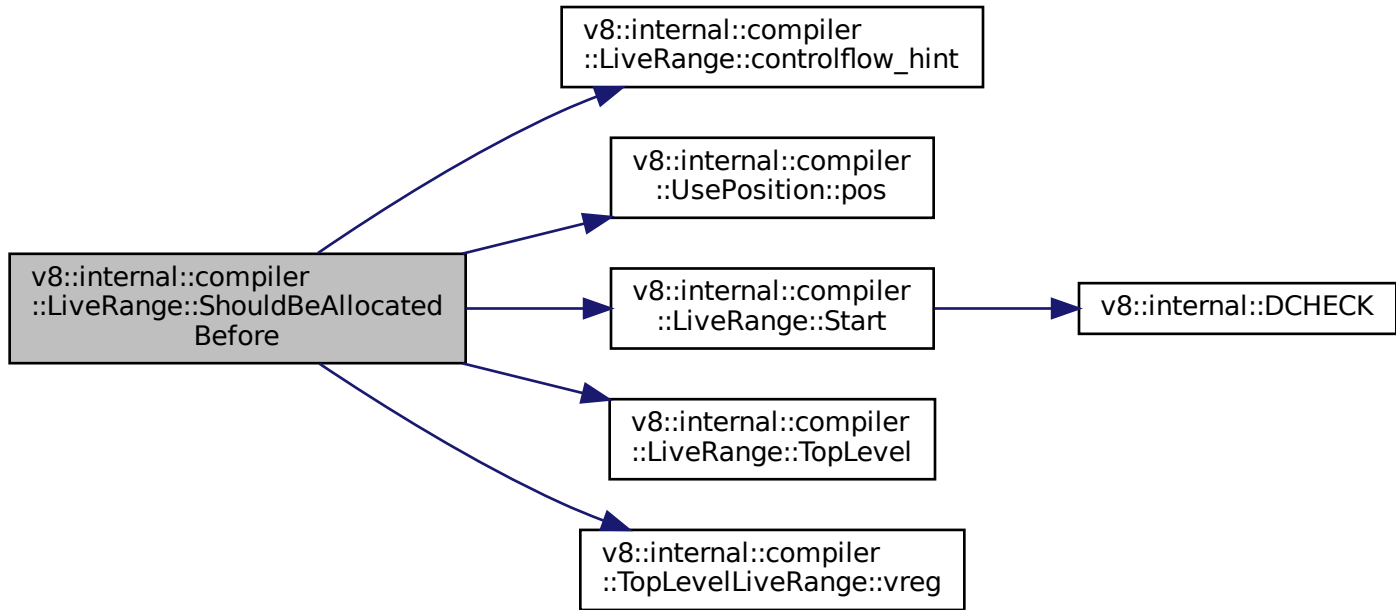 v8::internal::compiler
::LiveRange::controlflow_hint
v8::internal::compiler
::UsePosition::pos
v8::internal::compiler
::LiveRange::ShouldBeAllocated
Before
v8::internal::compiler
::LiveRange::Start
v8::internal::DCHECK
v8::internal::compiler
::LiveRange::TopLevel
v8::internal::compiler
::TopLevelLiveRange::vreg